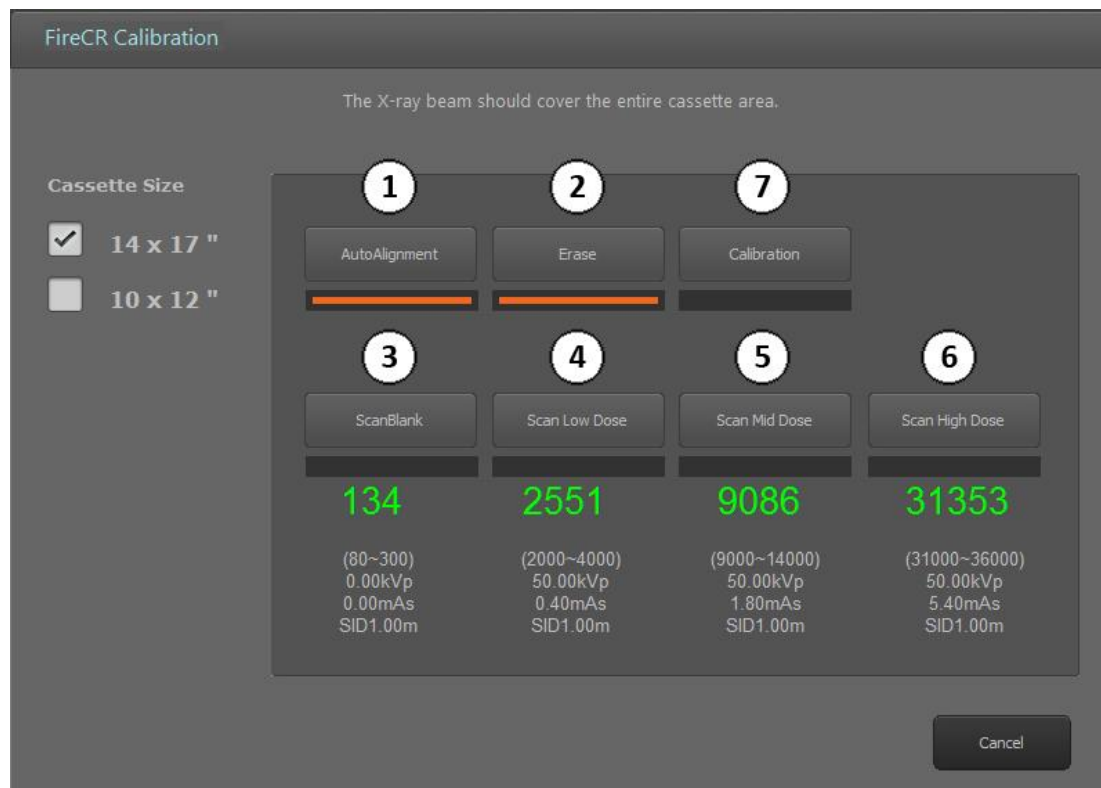 FireCR Calibration
The X-ray beam should cover the entire cassette area.
Cassette Size
14 x 17 "
10 x 12 "
1 2 7
AutoAlignment Erase Calibration
3 4 5 6
ScanBlank Scan Low Dose Scan Mid Dose Scan High Dose
134 2551 9086 31353
(80~300) (2000~4000) (9000~14000) (31000~36000)
0.00kVp 50.00kVp 50.00kVp 50.00kVp
0.00mAs 0.40mAs 1.80mAs 5.40mAs
SID1.00m SID1.00m SID1.00m SID1.00m
Cancel